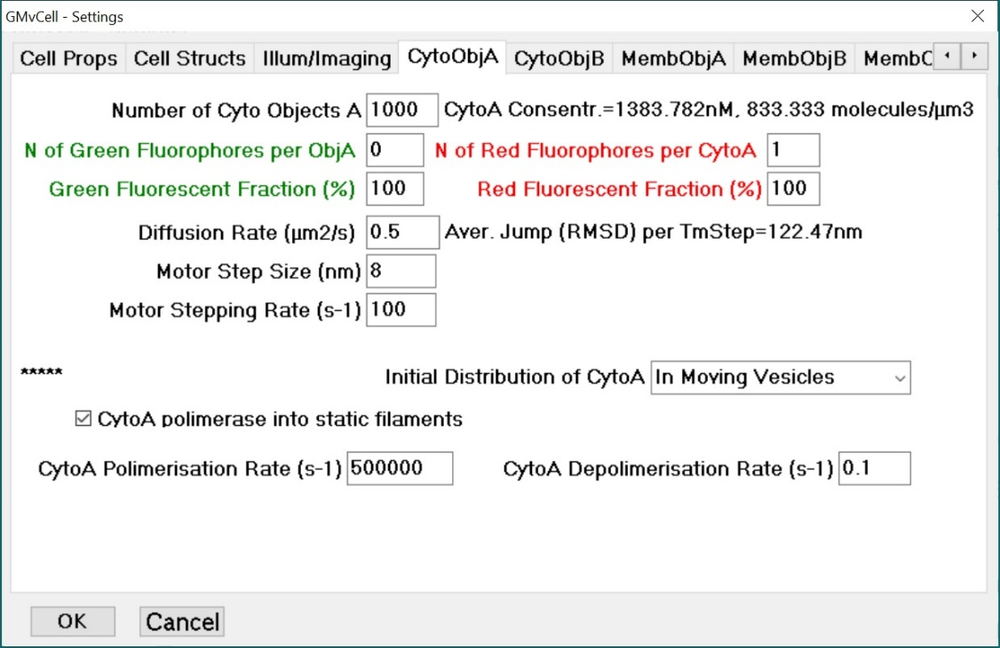 GMvCell - Settings
Cell Props Cell Structs Illum/Imaging CytoObjA CytoObjB MembObjA MembObjB MembC
Number of Cyto Objects A 1000 CytoA Consentr.=1383.782nM, 833.333 molecules/µm3
N of Green Fluorophores per ObjA 0 N of Red Fluorophores per CytoA 1
Green Fluorescent Fraction (%) 100 Red Fluorescent Fraction (%) 100
Diffusion Rate (µm2/s) 0.5 Aver. Jump (RMSD) per TmStep=122.47nm
Motor Step Size (nm) 8
Motor Stepping Rate (s-1) 100
***** Initial Distribution of CytoA In Moving Vesicles
CytoA polimerase into static filaments
CytoA Polimerisation Rate (s-1) 500000 CytoA Depolimerisation Rate (s-1) 0.1
OK Cancel